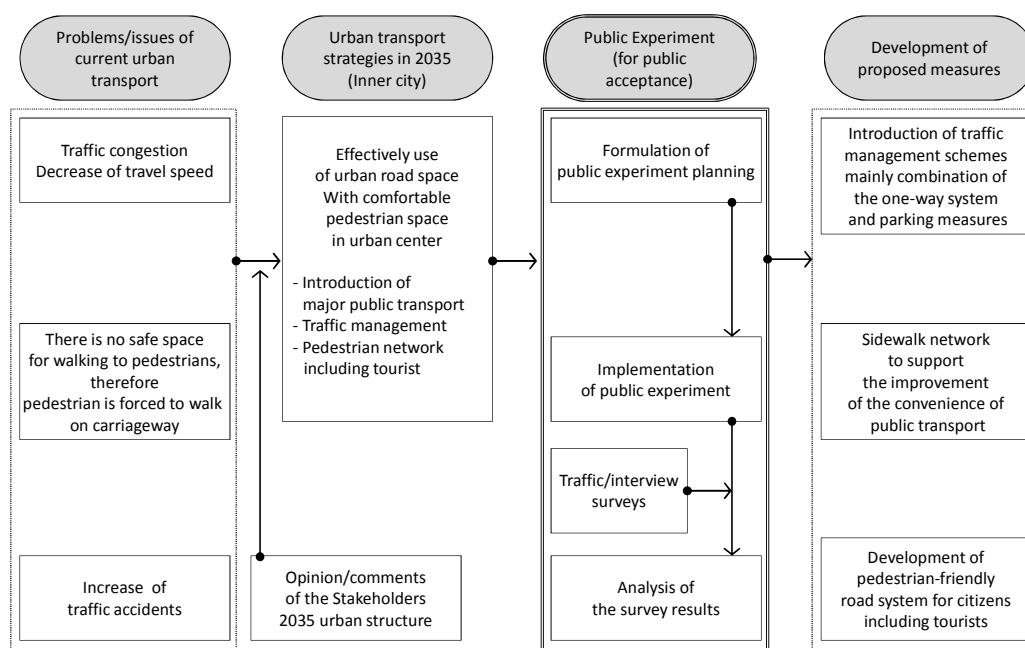 Problems/issues of
current urban
transport
Urban transport
strategies in 2035
(Inner city)
Public Experiment
(for public
acceptance)
Development of
proposed measures
Traffic congestion
Decrease of travel speed
There is no safe space
for walking to pedestrians,
therefore
pedestrian is forced to walk
on carriageway
Increase of
traffic accidents
Effectively use
of urban road space
With comfortable
pedestrian space
in urban center
- Introduction of
major public transport
- Traffic management
- Pedestrian network
including tourist
Opinion/comments
of the Stakeholders
2035 urban structure
Formulation of
public experiment planning
Implementation
of public experiment
Traffic/interview
surveys
Analysis of
the survey results
Introduction of traffic
management schemes
mainly combination of
the one-way system
and parking measures
Sidewalk network
to support
the improvement
of the convenience of
public transport
Development of
pedestrian-friendly
road system for citizens
including tourists